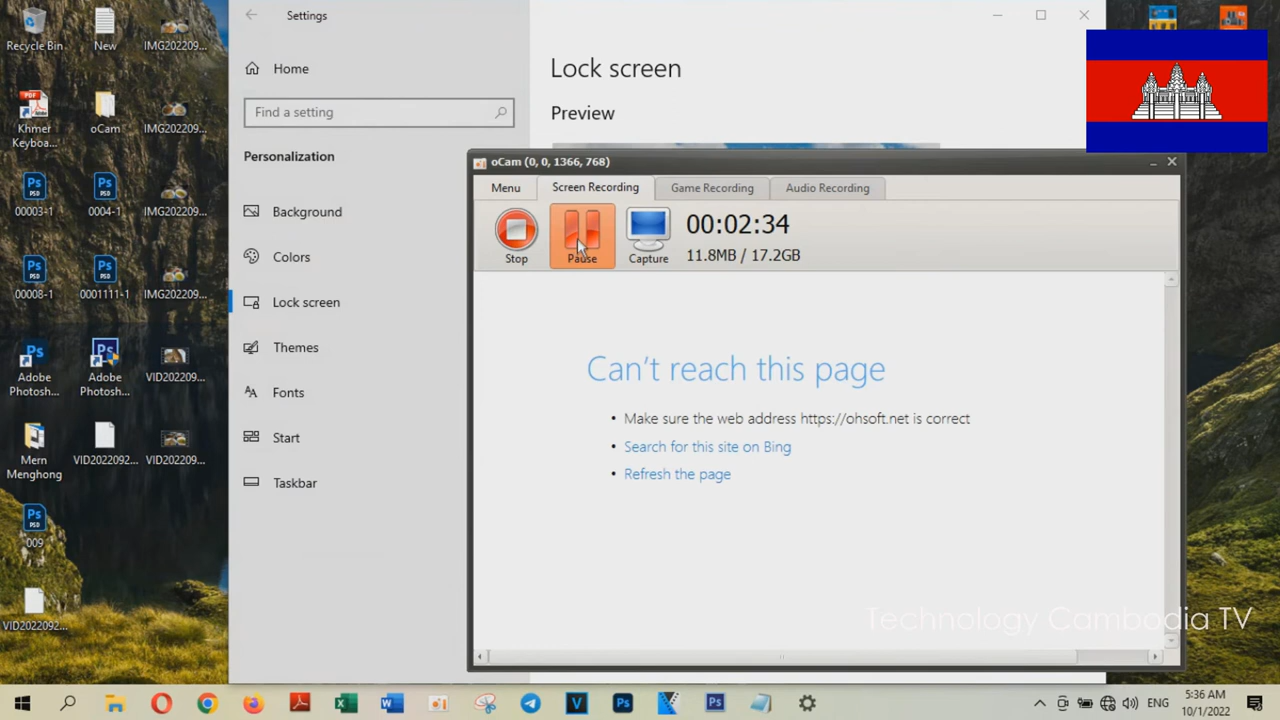 Recycle Bin
New
IMG202209...
Khmer
Keyboa...
oCam
IMG202209...
00003-1
0004-1
IMG202209...
00008-1
0001111-1
IMG202209...
Adobe
Photosh...
Adobe
Photosh...
VID202209...
Mern
Menghong
VID2022092...
VID202209...
009
VID2022092...
Settings
Home
Find a setting
Personalization
Background
Colors
Lock screen
Themes
Fonts
Start
Taskbar
Lock screen
Preview
oCam (0, 0, 1366, 768)
Menu
Screen Recording
Game Recording
Audio Recording
Stop
Pause
Capture
00:02:34
11.8MB / 17.2GB
Can't reach this page
• Make sure the web address https://ohsoft.net is correct
• Search for this site on Bing
• Refresh the page
Technology Cambodia TV
ENG
5:36 AM
10/1/2022